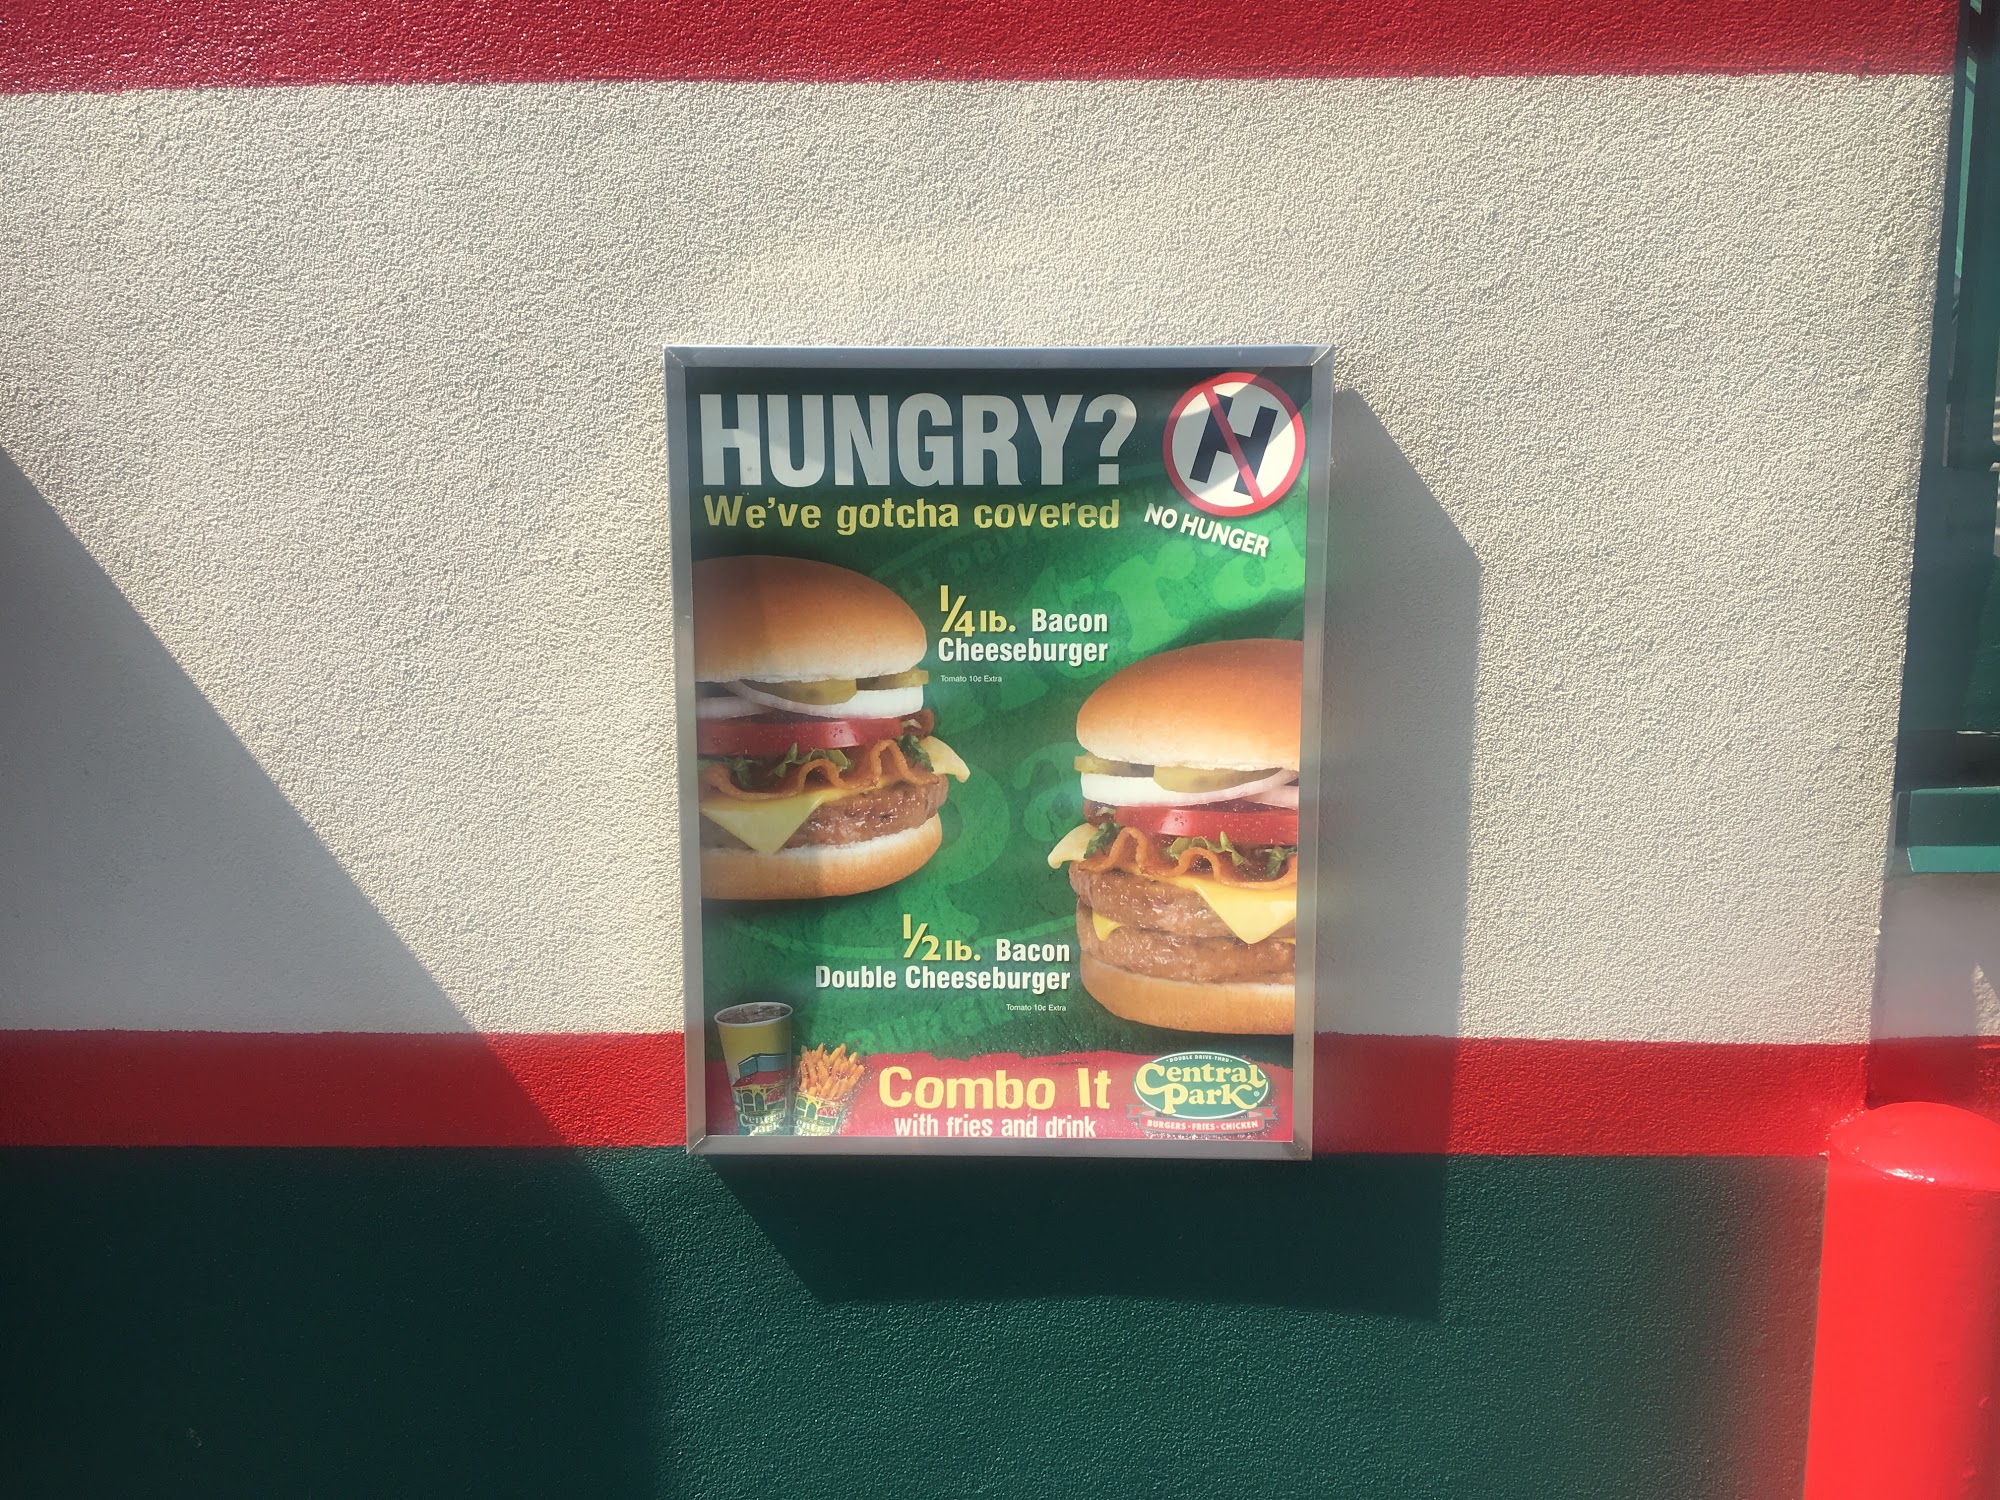 HUNGRY?
We've gotcha covered
H
NO HUNGER
1/4 lb. Bacon
Cheeseburger
Tomato 10¢ Extra
1/2 lb. Bacon
Double Cheeseburger
Tomato 10¢ Extra
Combo It
with fries and drink
DOUBLE DRIVE-THRU
Central
Park®
BURGERS • FRIES • CHICKEN
Central
Park